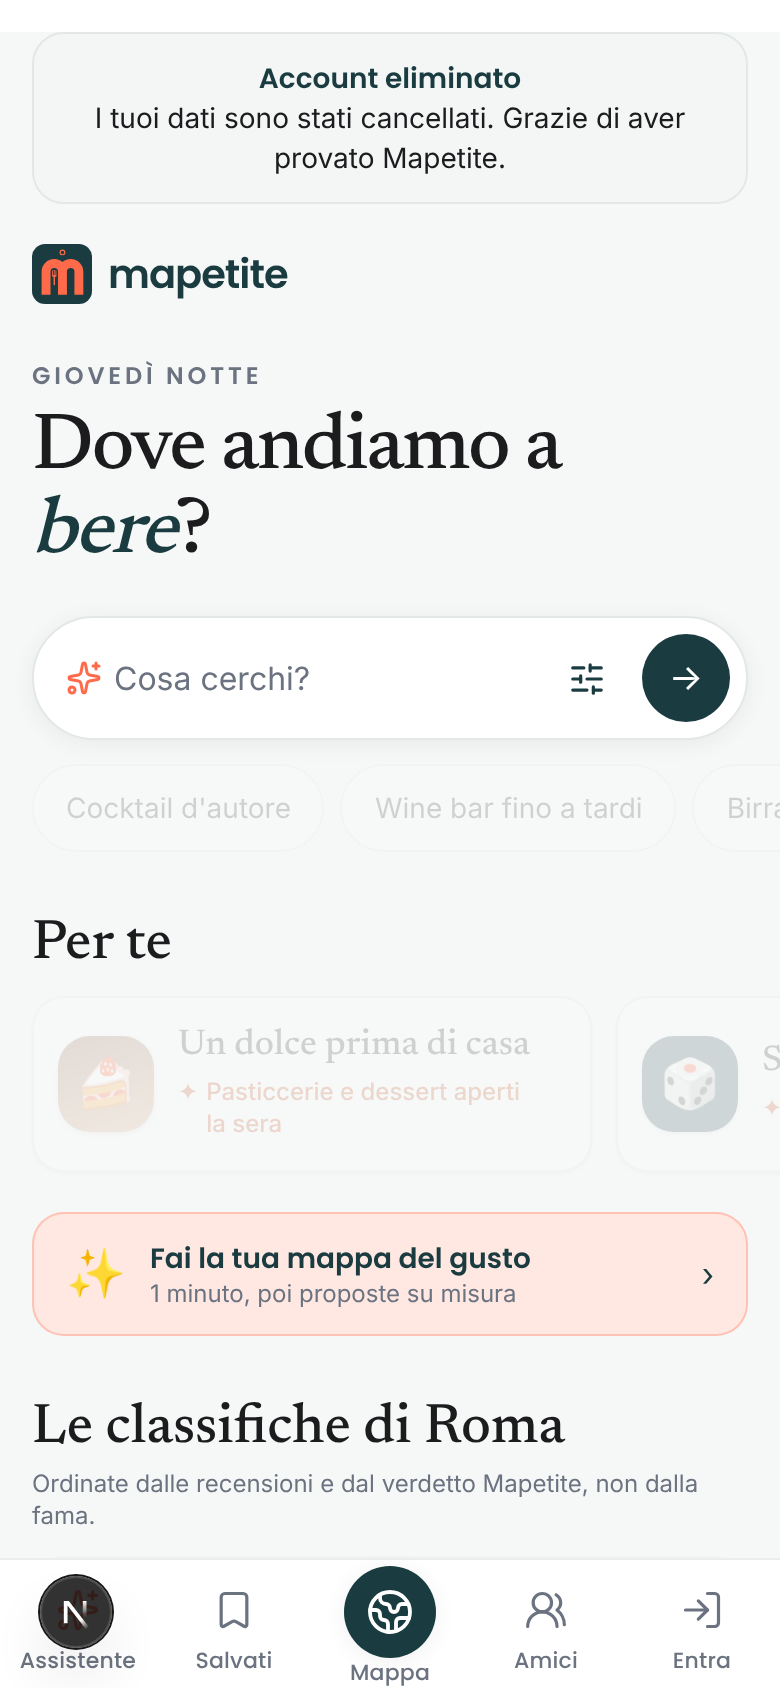 Account eliminato
I tuoi dati sono stati cancellati. Grazie di aver
provato Mapetite.
mapetite
GIOVEDÌ NOTTE
Dove andiamo a
bere?
Cosa cerchi?
Cocktail d'autore
Wine bar fino a tardi
Birra
Per te
Un dolce prima di casa
✦ Pasticcerie e dessert aperti
la sera
S
✦
Fai la tua mappa del gusto
1 minuto, poi proposte su misura
›
Le classifiche di Roma
Ordinate dalle recensioni e dal verdetto Mapetite, non dalla
fama.
N
Assistente
Salvati
Mappa
Amici
Entra